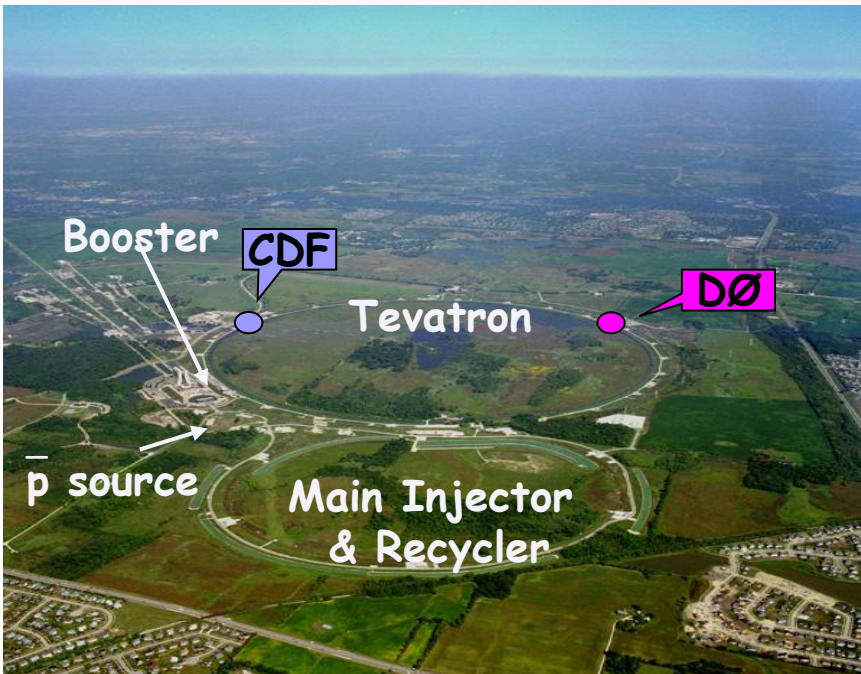 Booster
CDF
DØ
Tevatron
p̅ source
Main Injector
& Recycler